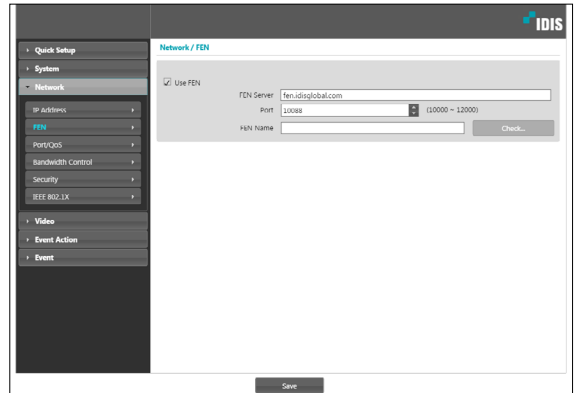 IDIS
Quick Setup
System
Network
IP Address
FEN
Port/QoS
Bandwidth Control
Security
IEEE 802.1X
Video
Event Action
Event
Network / FEN
Use FEN
FEN Server fen.idisglobal.com
Port 10088 (10000 ~ 12000)
FEN Name Check...
Save